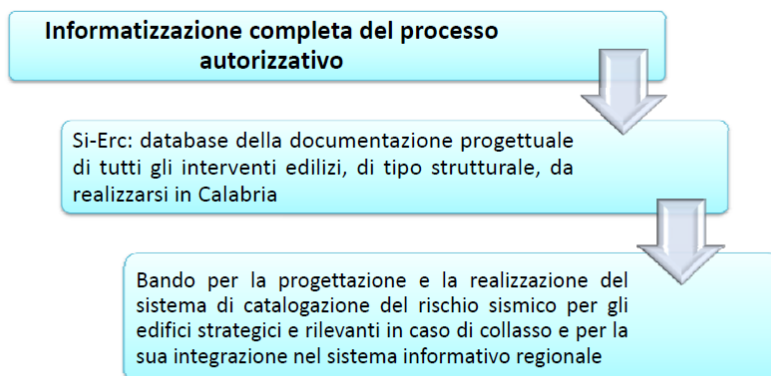 Informatizzazione completa del processo
autorizzativo
Si-Erc: database della documentazione progettuale
di tutti gli interventi edilizi, di tipo strutturale, da
realizzarsi in Calabria
Bando per la progettazione e la realizzazione del
sistema di catalogazione del rischio sismico per gli
edifici strategici e rilevanti in caso di collasso e per la
sua integrazione nel sistema informativo regionale